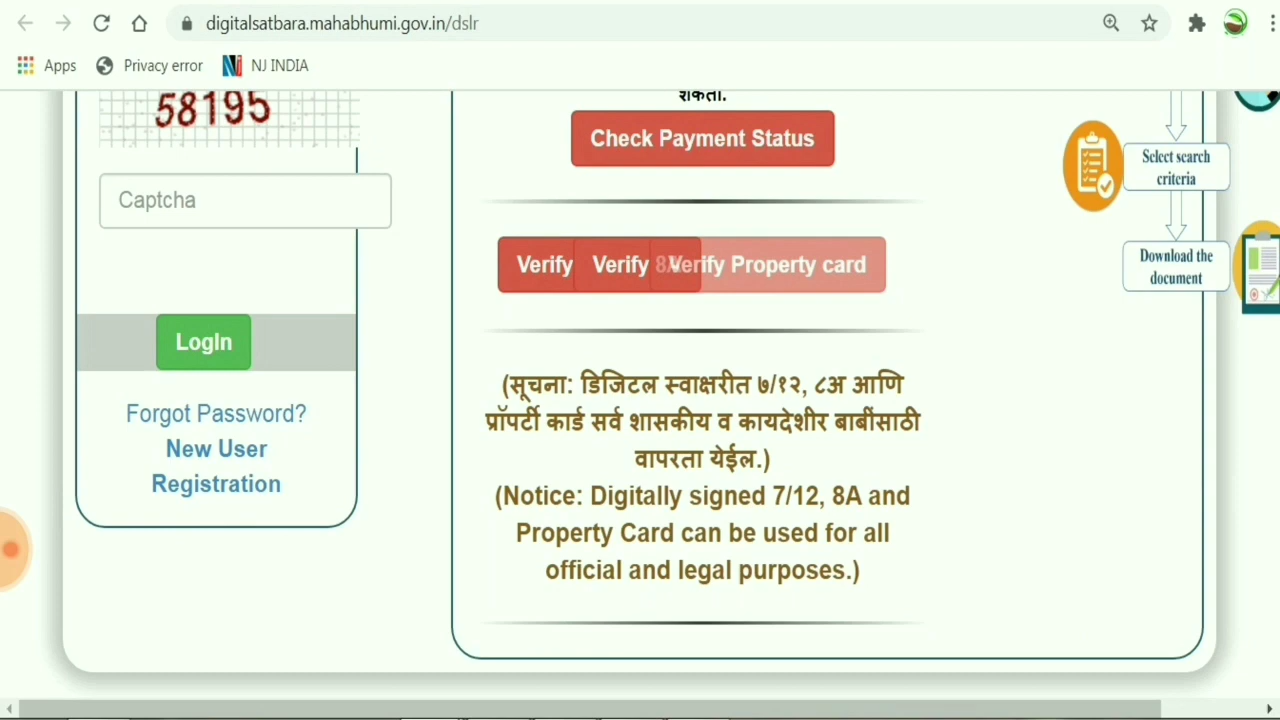 digitalsatbara.mahabhumi.gov.in/dslr
Apps
Privacy error
NJ INDIA
58195
Captcha
LogIn
Forgot Password?
New User
Registration
शकता.
Check Payment Status
Verify
Verify 8A
Verify Property card
(सूचना: डिजिटल स्वाक्षरीत ७/१२, ८अ आणि
प्रॉपर्टी कार्ड सर्व शासकीय व कायदेशीर बाबींसाठी
वापरता येईल.)
(Notice: Digitally signed 7/12, 8A and
Property Card can be used for all
official and legal purposes.)
Select search
criteria
Download the
document